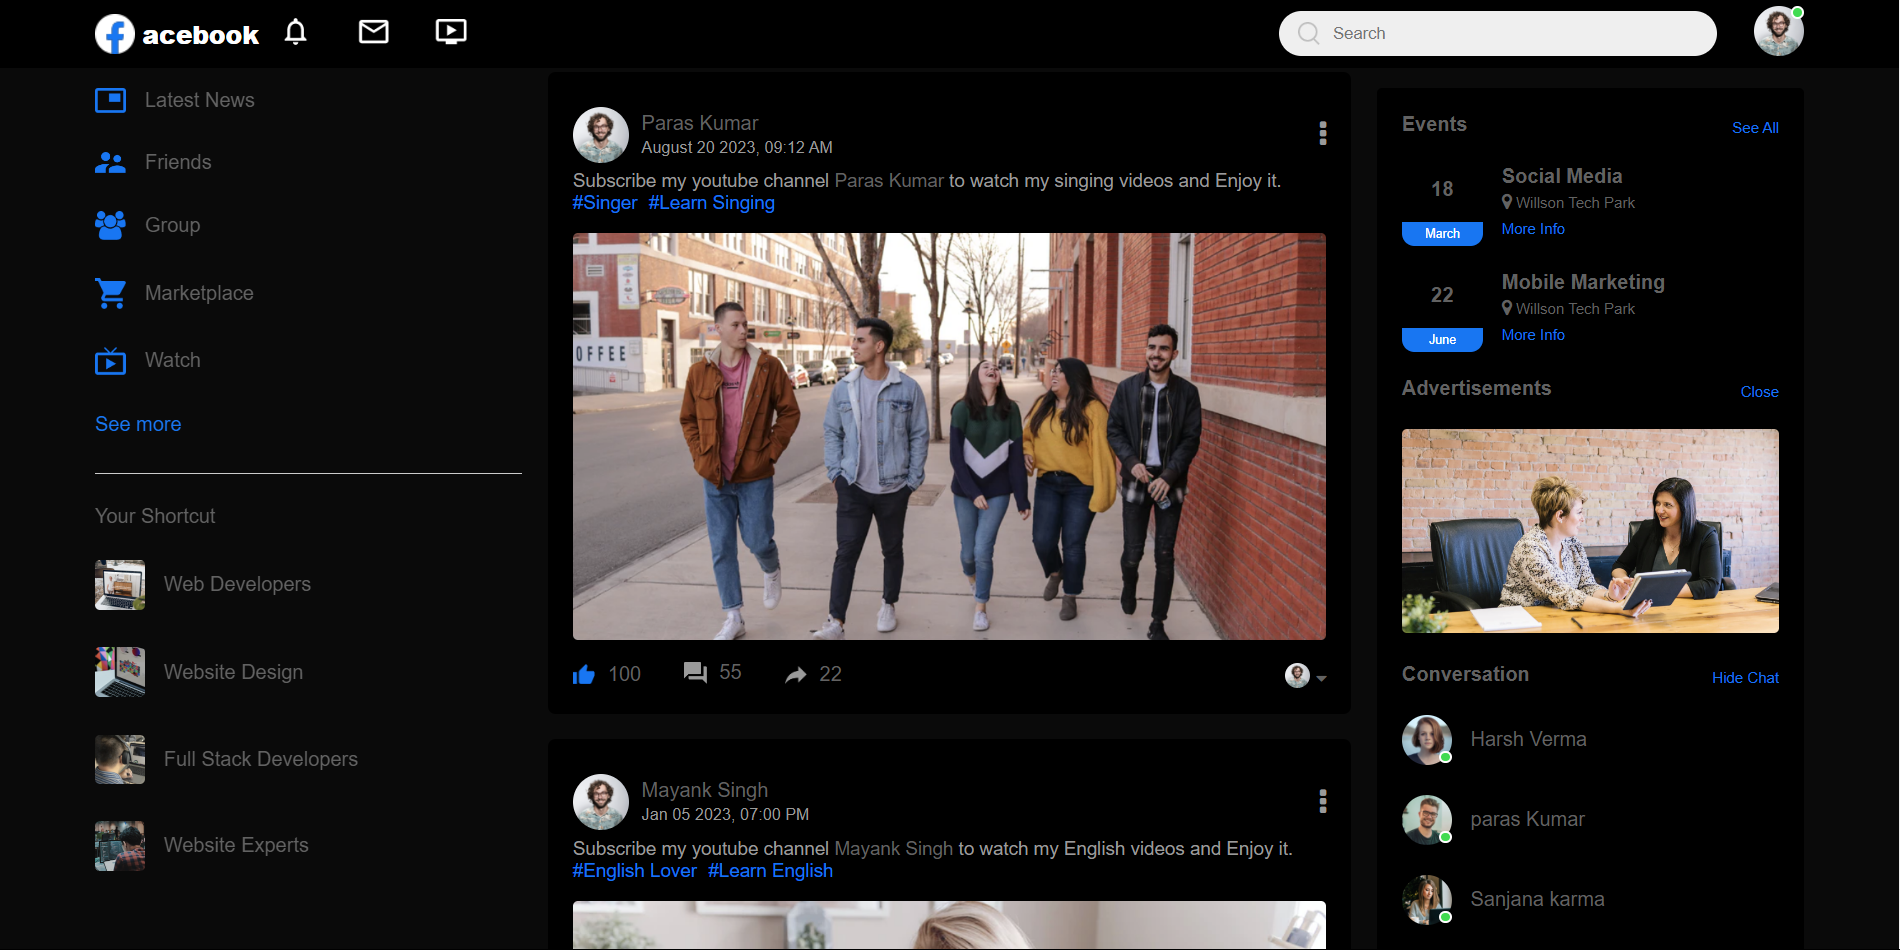 acebook
Search
Latest News
Friends
Group
Marketplace
Watch
See more
Your Shortcut
Web Developers
Website Design
Full Stack Developers
Website Experts
Paras Kumar
August 20 2023, 09:12 AM
Subscribe my youtube channel Paras Kumar to watch my singing videos and Enjoy it.
#Singer #Learn Singing
OFFEE
100
55
22
Mayank Singh
Jan 05 2023, 07:00 PM
Subscribe my youtube channel Mayank Singh to watch my English videos and Enjoy it.
#English Lover #Learn English
Events
See All
18
March
Social Media
Willson Tech Park
More Info
22
June
Mobile Marketing
Willson Tech Park
More Info
Advertisements
Close
Conversation
Hide Chat
Harsh Verma
paras Kumar
Sanjana karma